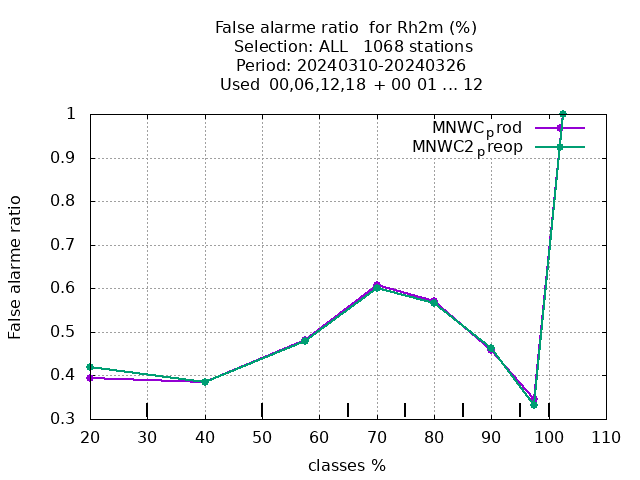 False alarme ratio  for Rh2m (%)
Selection: ALL   1068 stations
Period: 20240310-20240326
Used  00,06,12,18  + 00 01 ... 12
MNWCprod
MNWC2preop
False alarme ratio
1
0.9
0.8
0.7
0.6
0.5
0.4
0.3
20 30 40 50 60 70 80 90 100 110
classes %